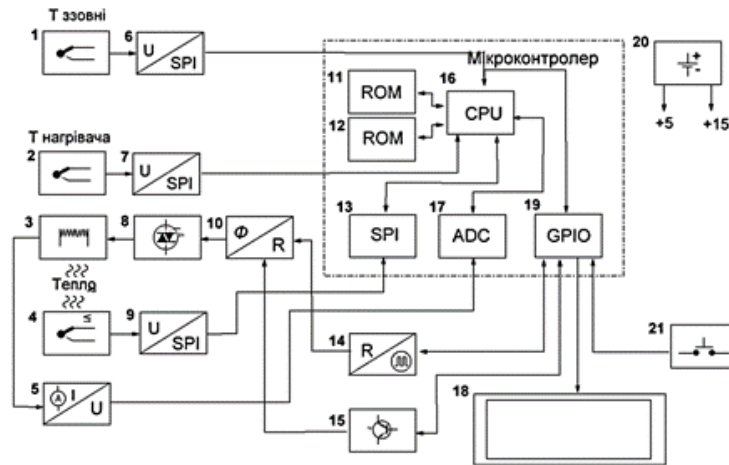 Т ззовні
1
6
U
SPI
Мікроконтролер
11
ROM
16
CPU
12
ROM
20
+
-
+5
+15
Т нагрівача
2
7
U
SPI
3
8
10
Ф
R
13
SPI
17
ADC
19
GPIO
Тепло
4
≤
9
U
SPI
14
R
21
5
A
I
U
15
18